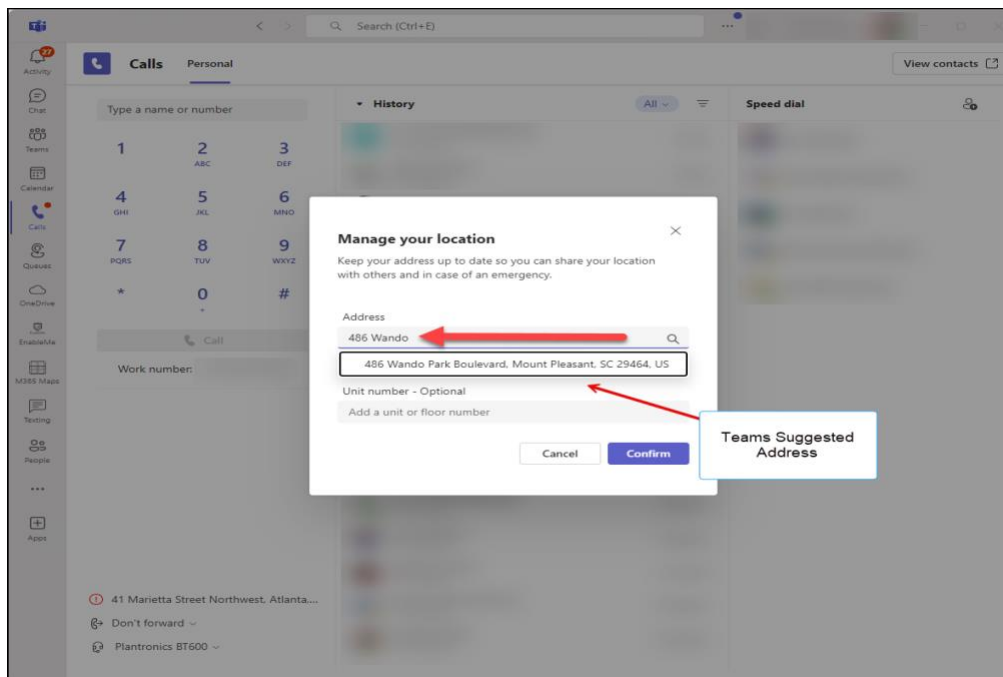 Search (Ctrl+E)
27
Activity
Chat
Teams
Calendar
Calls
Queues
OneDrive
EnableMe
M365 Maps
Texting
People
Apps
Calls
Personal
View contacts
Type a name or number
1
2
ABC
3
DEF
4
GHI
5
JKL
6
MNO
7
PQRS
8
TUV
9
WXYZ
*
0
+
#
Call
Work number:
41 Marietta Street Northwest, Atlanta,...
Don't forward
Plantronics BT600
History
All
Speed dial
Manage your location
Keep your address up to date so you can share your location
with others and in case of an emergency.
Address
486 Wando
486 Wando Park Boulevard, Mount Pleasant, SC 29464, US
Unit number - Optional
Add a unit or floor number
Cancel
Confirm
Teams Suggested
Address